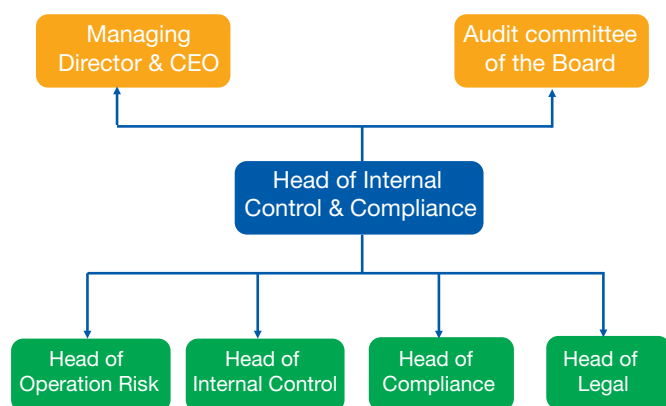 Managing
Director & CEO
Audit committee
of the Board
Head of Internal
Control & Compliance
Head of
Operation Risk
Head of
Internal Control
Head of
Compliance
Head of
Legal